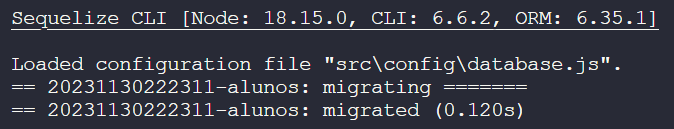 Sequelize CLI [Node: 18.15.0, CLI: 6.6.2, ORM: 6.35.1]
Loaded configuration file "src\config\database.js".
== 20231130222311-alunos: migrating =======
== 20231130222311-alunos: migrated (0.120s)